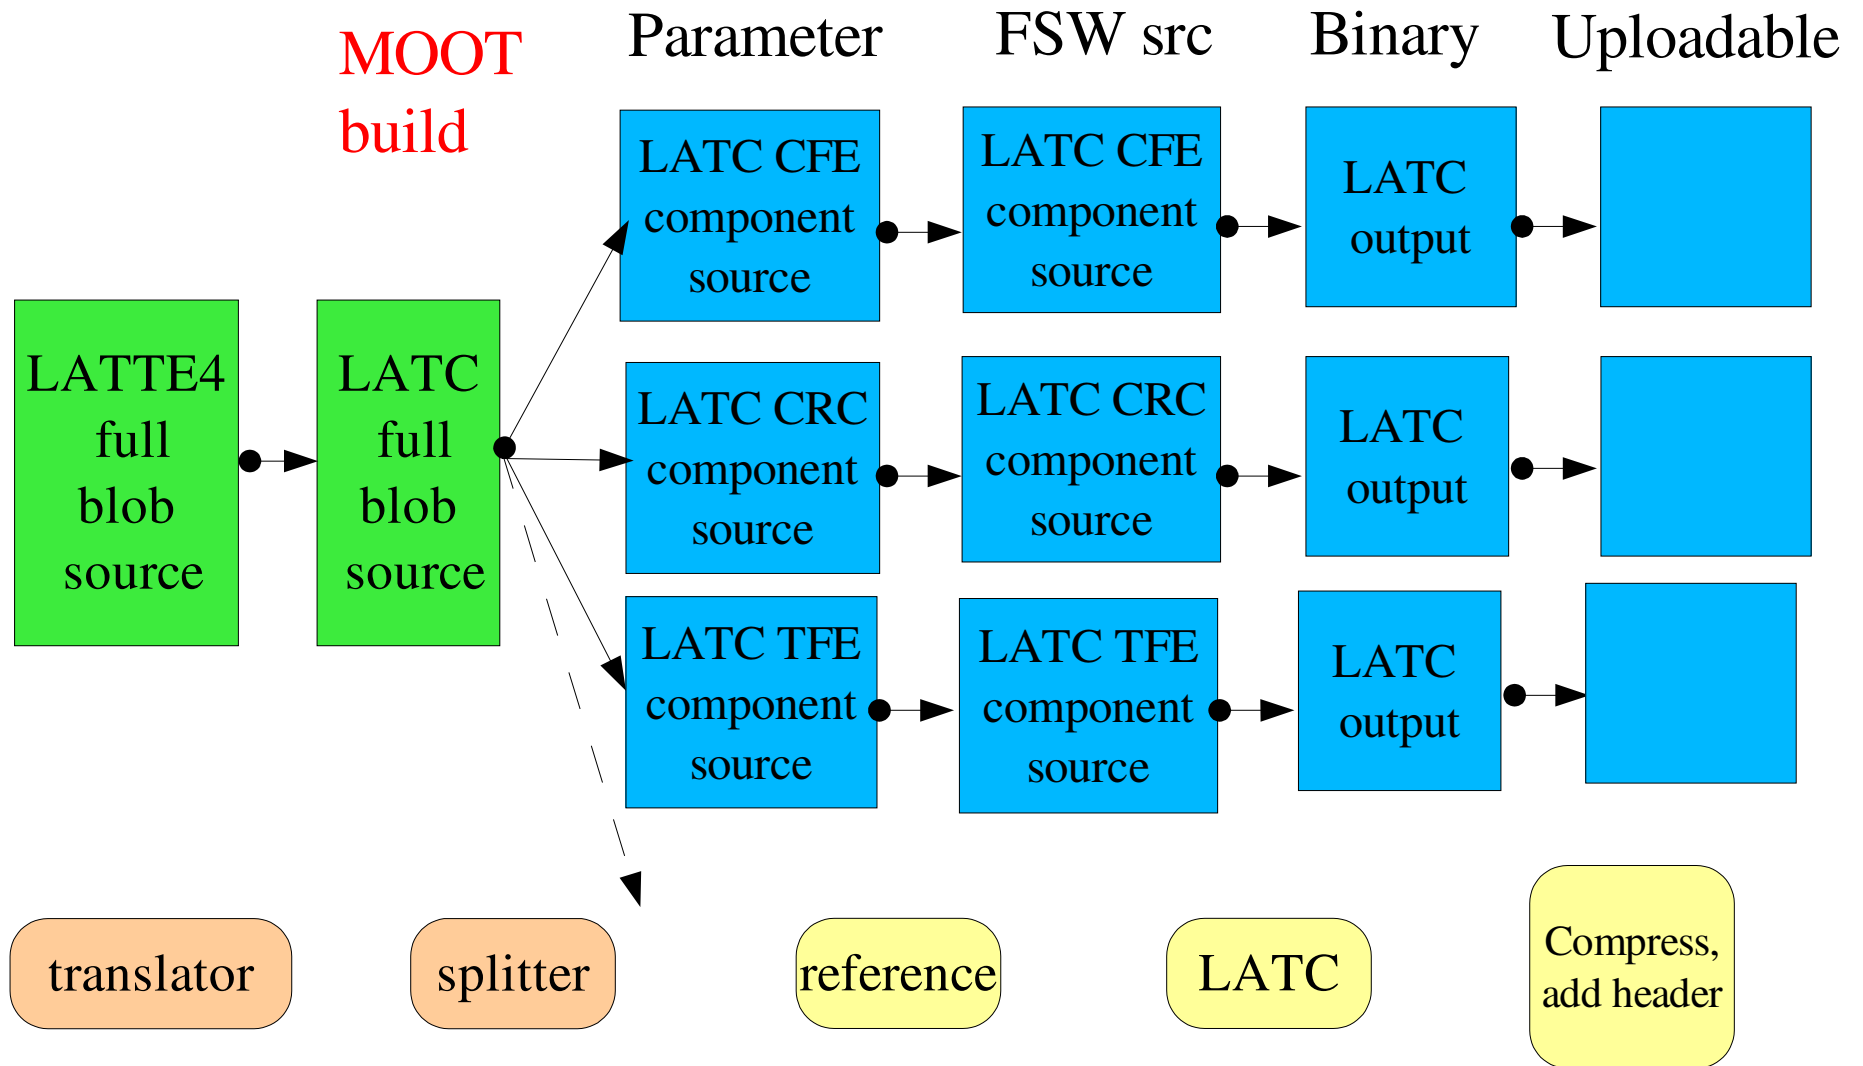 MOOT
build
Parameter
FSW src
Binary
Uploadable
LATTE4
full
blob
source
LATC
full
blob
source
LATC CFE
component
source
LATC CFE
component
source
LATC
output
LATC CRC
component
source
LATC CRC
component
source
LATC
output
LATC TFE
component
source
LATC TFE
component
source
LATC
output
translator
splitter
reference
LATC
Compress,
add header